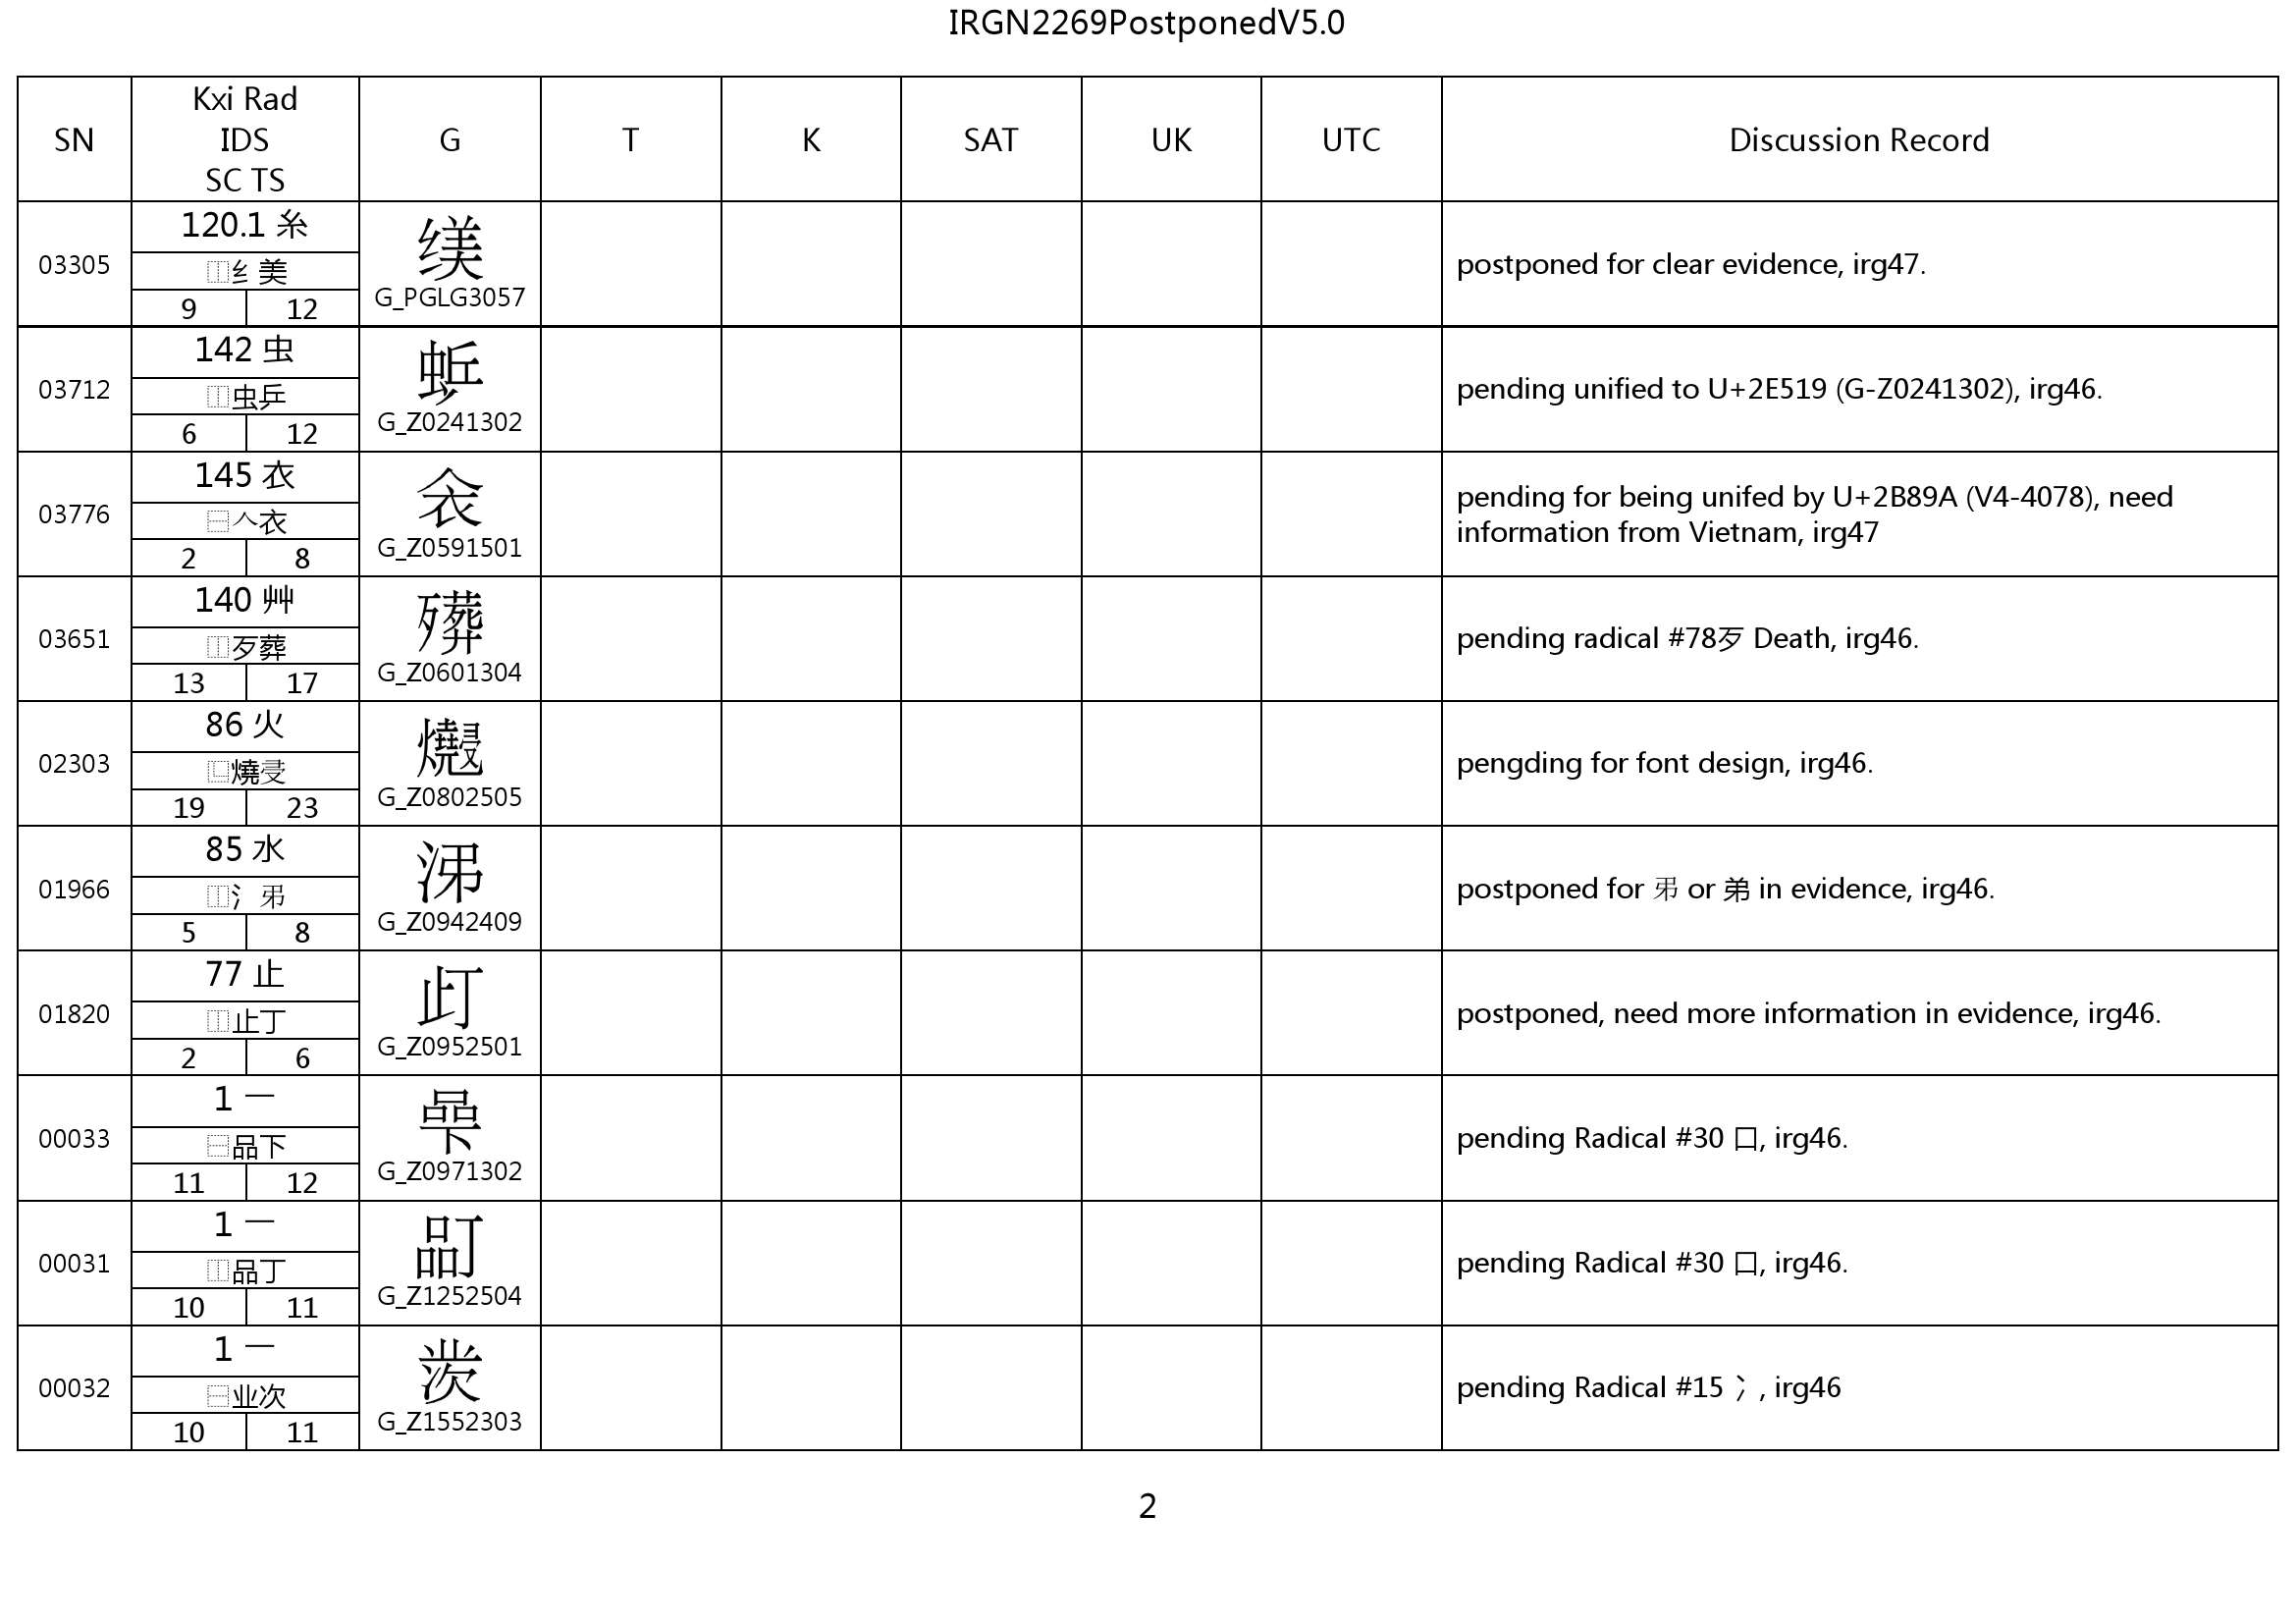 IRGN2269PostponedV5.0
SN
Kxi Rad
IDS
SC TS
G
T
K
SAT
UK
UTC
Discussion Record
03305
120.1 糸
⿰纟美
9 12
G_PGLG3057
postponed for clear evidence, irg47.
03712
142 虫
⿰虫乒
6 12
G_Z0241302
pending unified to U+2E519 (G-Z0241302), irg46.
03776
145 衣
⿱𠆢衣
2 8
G_Z0591501
pending for being unifed by U+2B89A (V4-4078), need
information from Vietnam, irg47
03651
140 艸
⿰歹葬
13 17
G_Z0601304
pending radical #78歹 Death, irg46.
02303
86 火
19 23
G_Z0802505
pengding for font design, irg46.
01966
85 水
⿰氵𢎨
5 8
G_Z0942409
postponed for 𢎨 or 弟 in evidence, irg46.
01820
77 止
⿰止丁
2 6
G_Z0952501
postponed, need more information in evidence, irg46.
00033
1 一
⿱品下
11 12
G_Z0971302
pending Radical #30 口, irg46.
00031
1 一
⿰品丁
10 11
G_Z1252504
pending Radical #30 口, irg46.
00032
1 一
⿱业次
10 11
G_Z1552303
pending Radical #15 冫, irg46
2